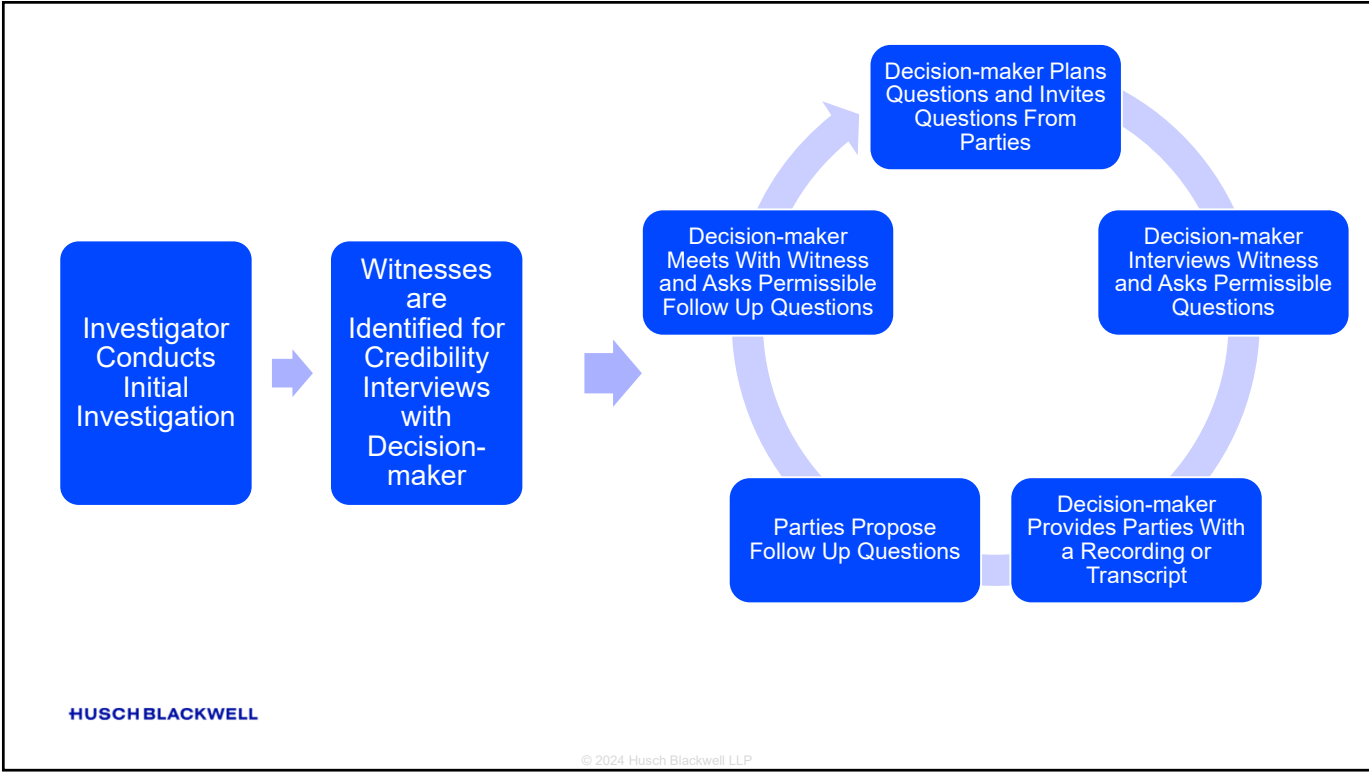 Investigator
Conducts
Initial
Investigation
Witnesses
are
Identified for
Credibility
Interviews
with
Decision-
maker
Decision-maker Plans
Questions and Invites
Questions From
Parties
Decision-maker
Interviews Witness
and Asks Permissible
Questions
Decision-maker
Provides Parties With
a Recording or
Transcript
Parties Propose
Follow Up Questions
Decision-maker
Meets With Witness
and Asks Permissible
Follow Up Questions
HUSCH BLACKWELL
© 2024 Husch Blackwell LLP